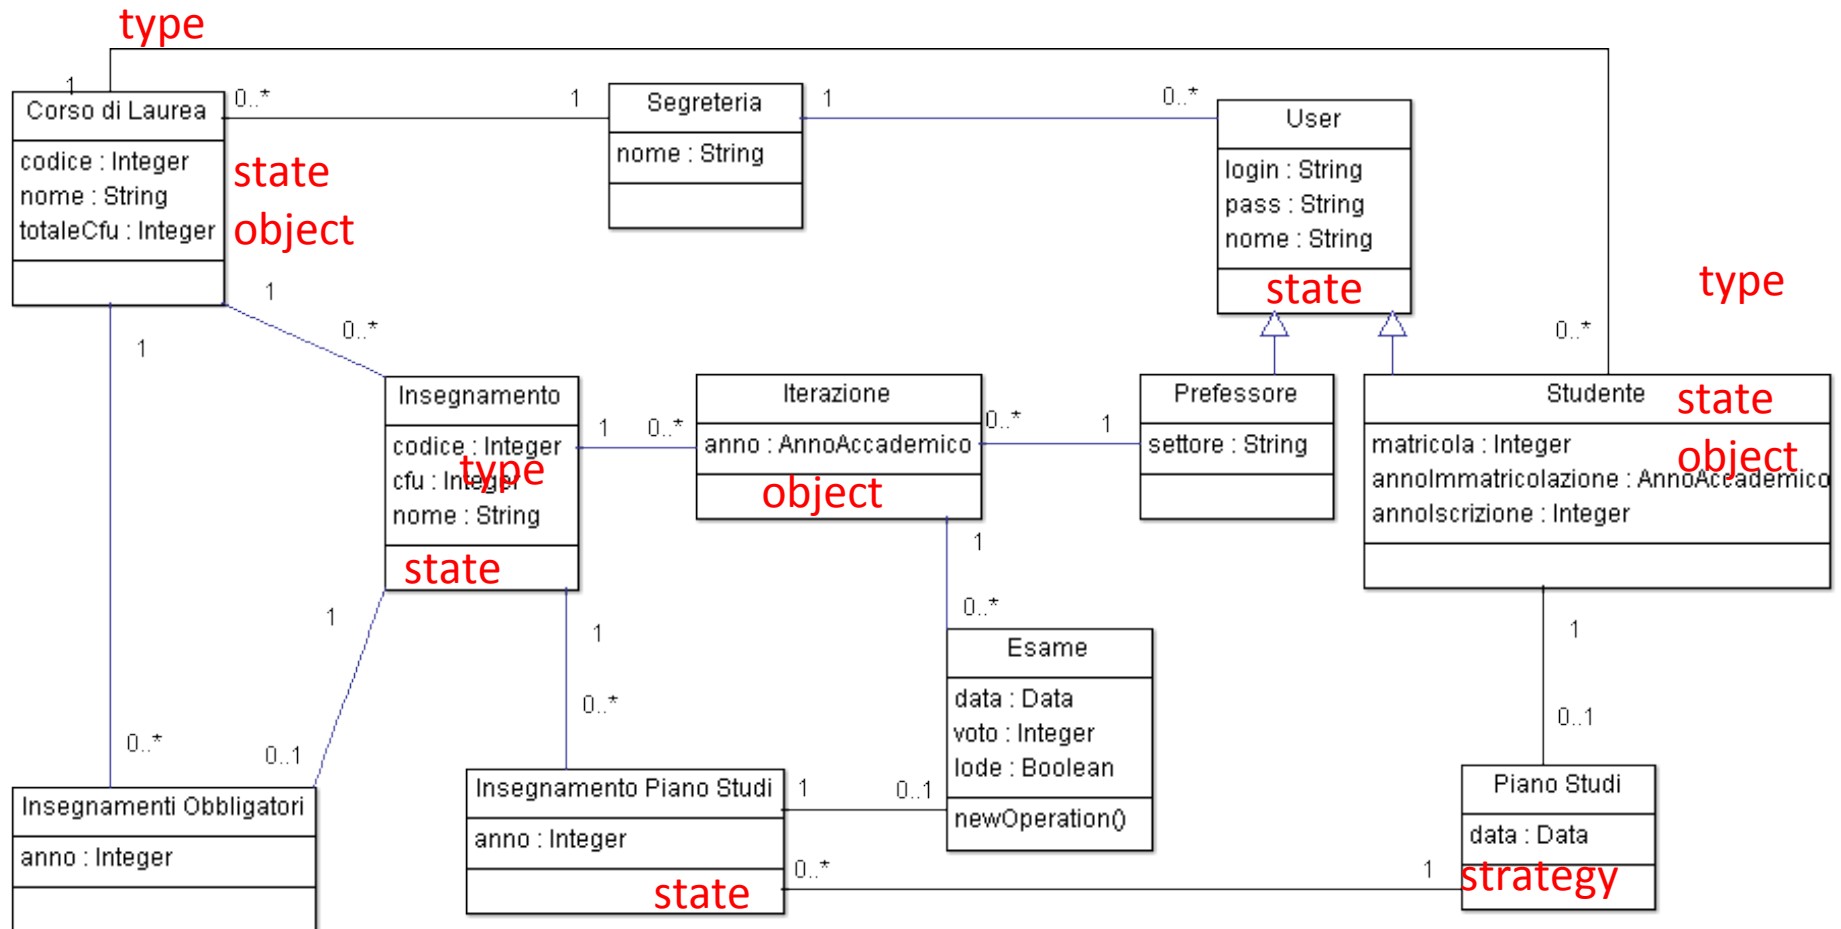 type
1
0..*
1
1
0..*
Corso di Laurea
codice : Integer
nome : String
totaleCfu : Integer
state
object
Segreteria
nome : String
User
login : String
pass : String
nome : String
state
type
1
0..*
1
0..*
Insegnamento
codice : Integer
cfu : Integer
nome : String
type
state
1
0..*
Iterazione
anno : AnnoAccademico
object
0..*
1
Prefessore
settore : String
Studente
matricola : Integer
annoImmatricolazione : AnnoAccademico
annoIscrizione : Integer
state
object
1
0..*
1
1
0..*
1
0..1
0..*
0..1
Esame
data : Data
voto : Integer
lode : Boolean
newOperation()
Insegnamenti Obbligatori
anno : Integer
Insegnamento Piano Studi
anno : Integer
state
1
0..1
0..*
1
Piano Studi
data : Data
strategy